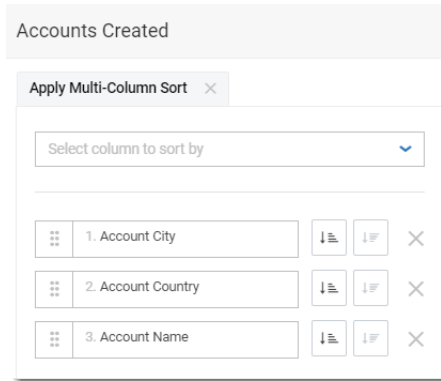 Accounts Created
Apply Multi-Column Sort
Select column to sort by
1. Account City
2. Account Country
3. Account Name